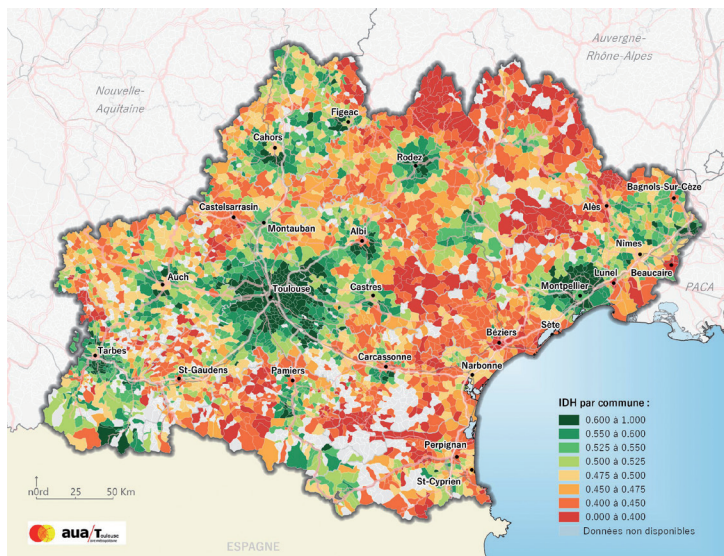 Auvergne-
Rhône-Alpes
Nouvelle-
Aquitaine
Figeac
Cahors
Rodez
Bagnols-Sur-Cèze
Alès
Castelsarrasin
Montauban
Albi
Nîmes
Auch
Toulouse
Castres
Lunel
Beaucaire
Montpellier
PACA
Sète
Béziers
Tarbes
St-Gaudens
Pamiers
Carcassonne
Narbonne
Perpignan
St-Cyprien
IDH par commune :
0.600 à 1.000
0.550 à 0.600
0.525 à 0.550
0.500 à 0.525
0.475 à 0.500
0.450 à 0.475
0.400 à 0.450
0.000 à 0.400
Données non disponibles
nord 25 50 Km
aua/Toulouse
ESPAGNE